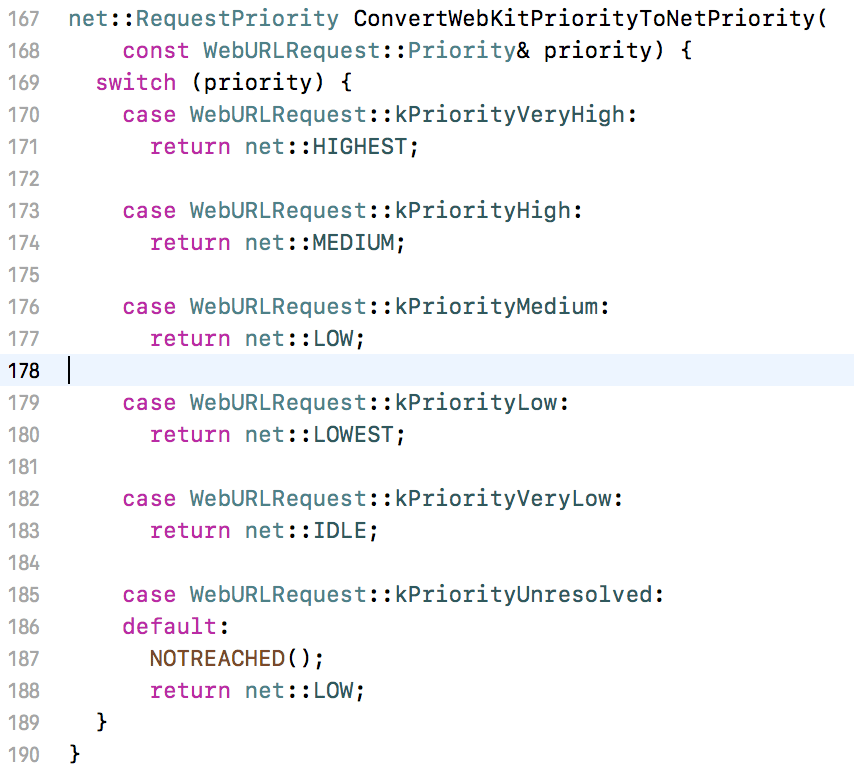 167 net::RequestPriority ConvertWebKitPriorityToNetPriority(
168     const WebURLRequest::Priority& priority) {
169   switch (priority) {
170     case WebURLRequest::kPriorityVeryHigh:
171       return net::HIGHEST;
172
173     case WebURLRequest::kPriorityHigh:
174       return net::MEDIUM;
175
176     case WebURLRequest::kPriorityMedium:
177       return net::LOW;
178
179     case WebURLRequest::kPriorityLow:
180       return net::LOWEST;
181
182     case WebURLRequest::kPriorityVeryLow:
183       return net::IDLE;
184
185     case WebURLRequest::kPriorityUnresolved:
186     default:
187       NOTREACHED();
188       return net::LOW;
189   }
190 }